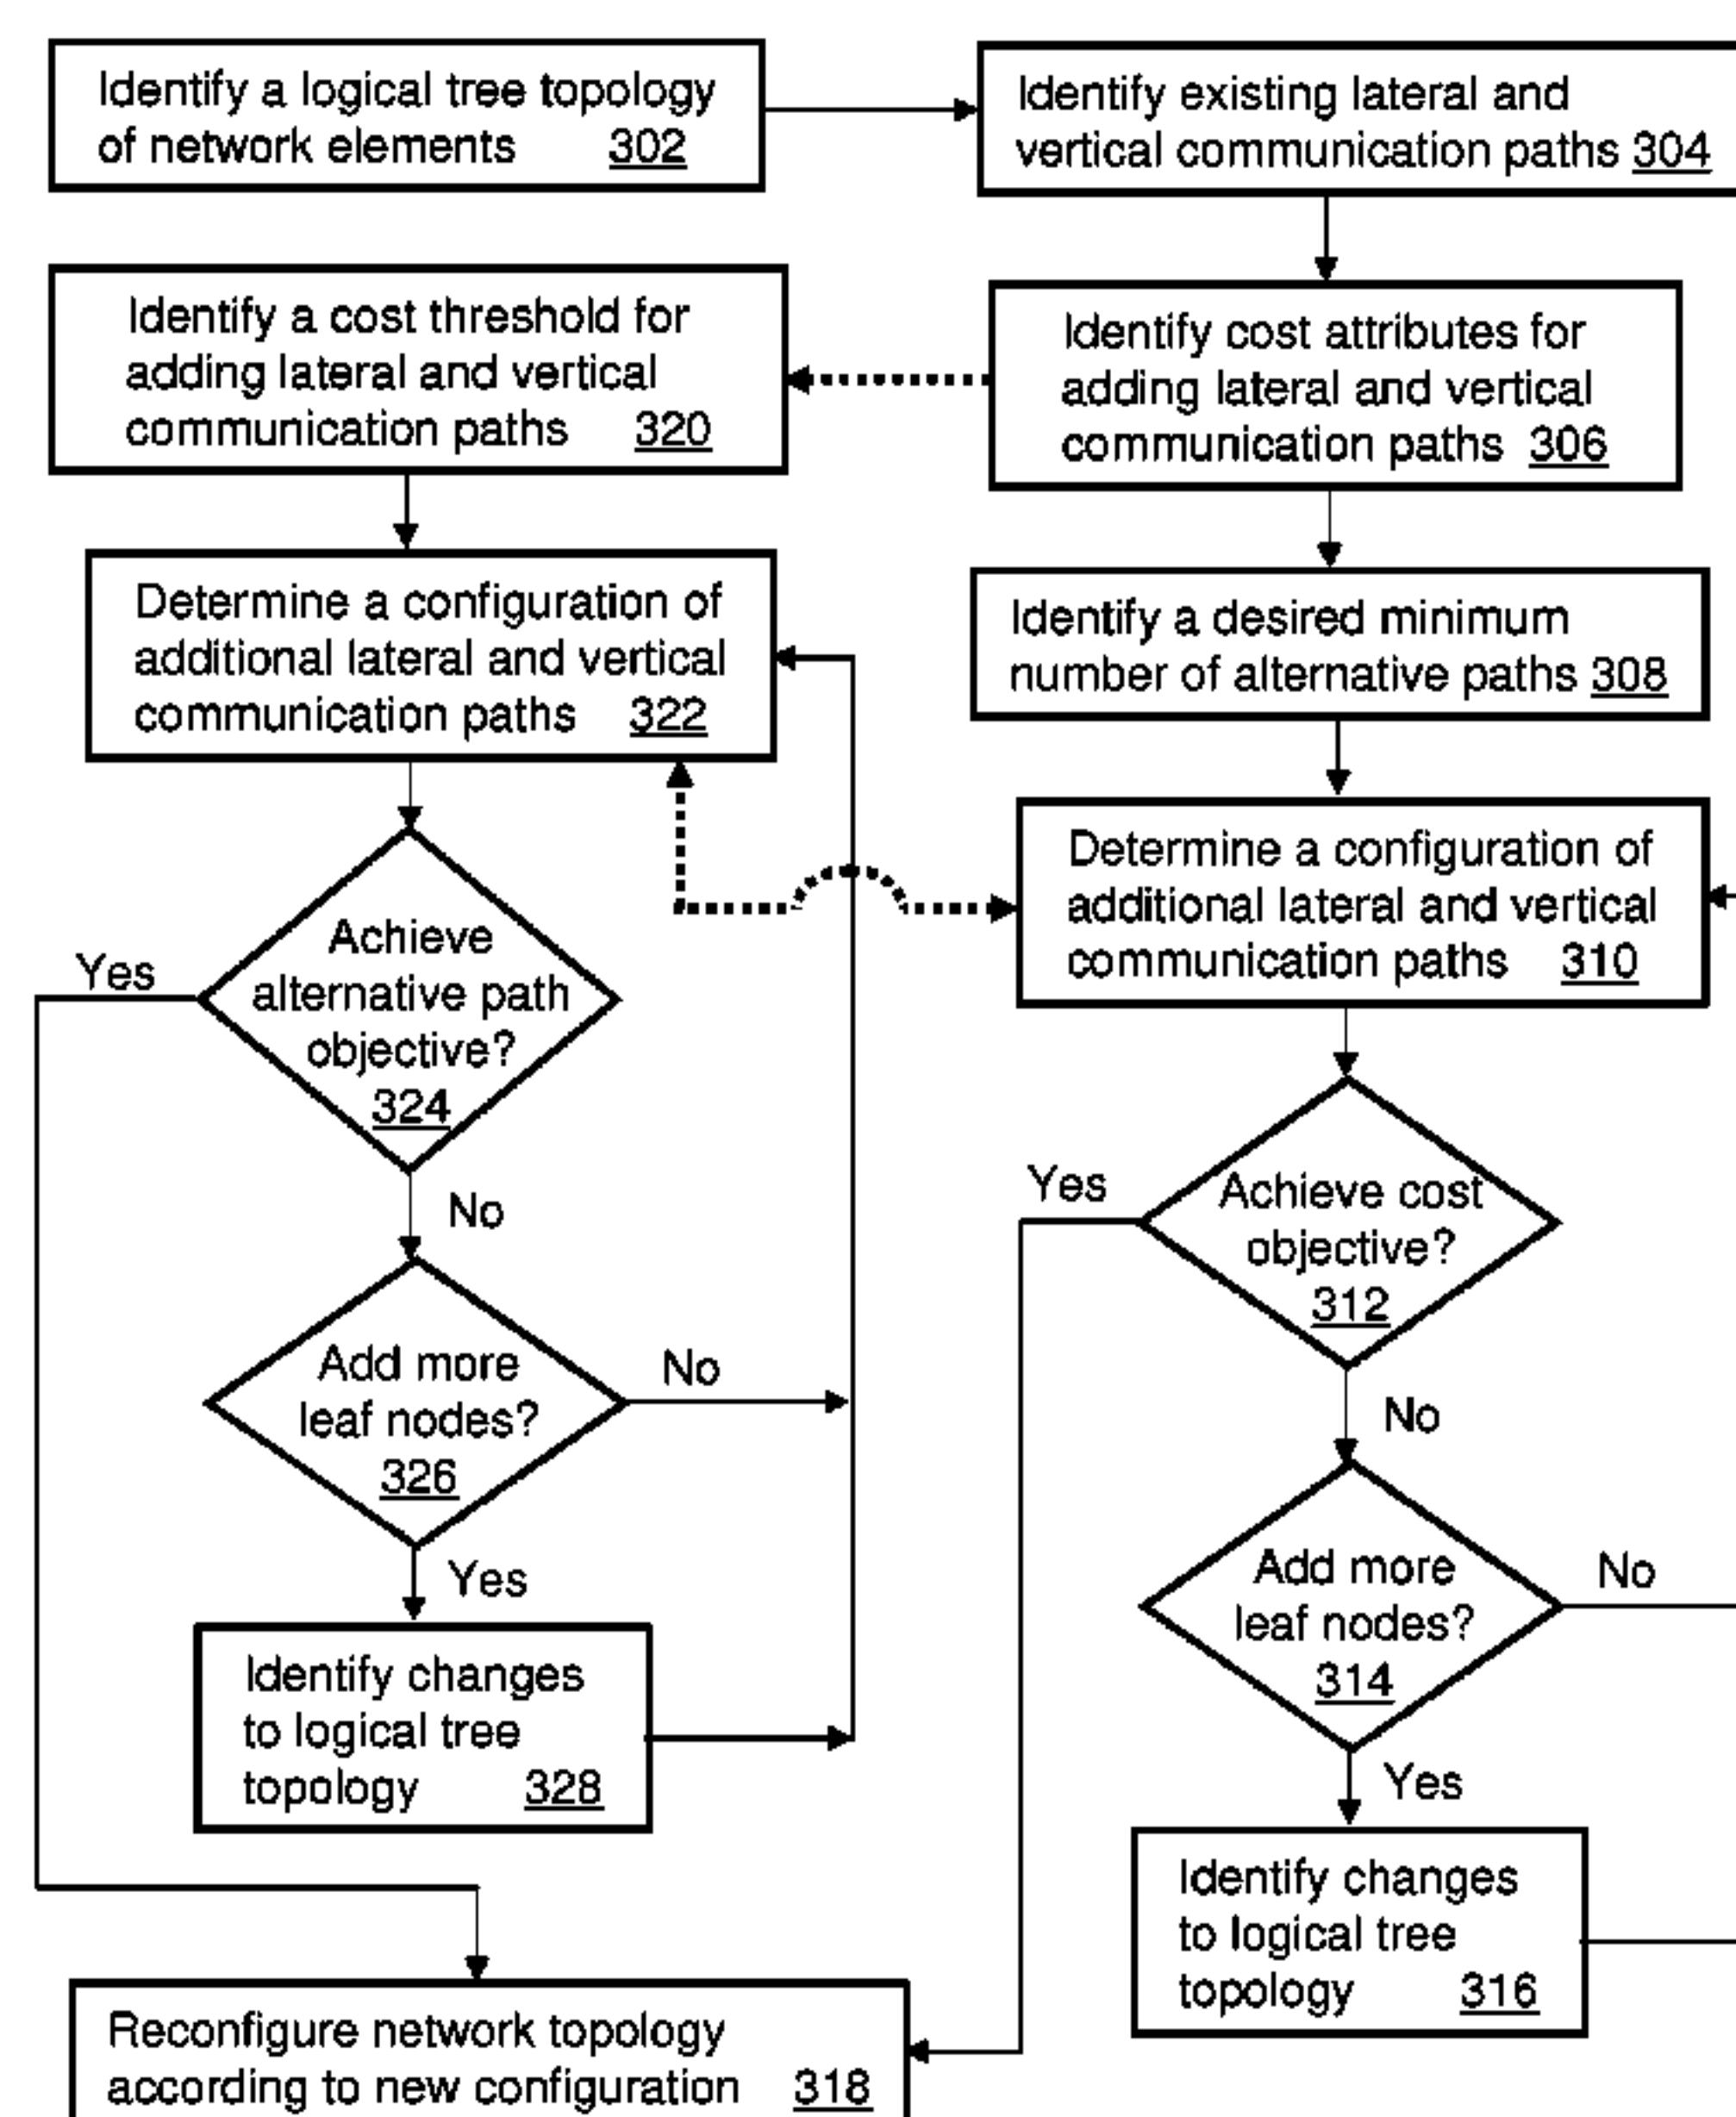 Identify a logical tree topology
of network elements 302
Identify existing lateral and
vertical communication paths 304
Identify a cost threshold for
adding lateral and vertical
communication paths 320
Identify cost attributes for
adding lateral and vertical
communication paths 306
Determine a configuration of
additional lateral and vertical
communication paths 322
Identify a desired minimum
number of alternative paths 308
Determine a configuration of
additional lateral and vertical
communication paths 310
Achieve
alternative path
objective?
324
Yes
No
Achieve cost
objective?
312
Yes
No
Add more
leaf nodes?
326
No
Yes
Add more
leaf nodes?
314
No
Yes
Identify changes
to logical tree
topology 328
Identify changes
to logical tree
topology 316
Reconfigure network topology
according to new configuration 318